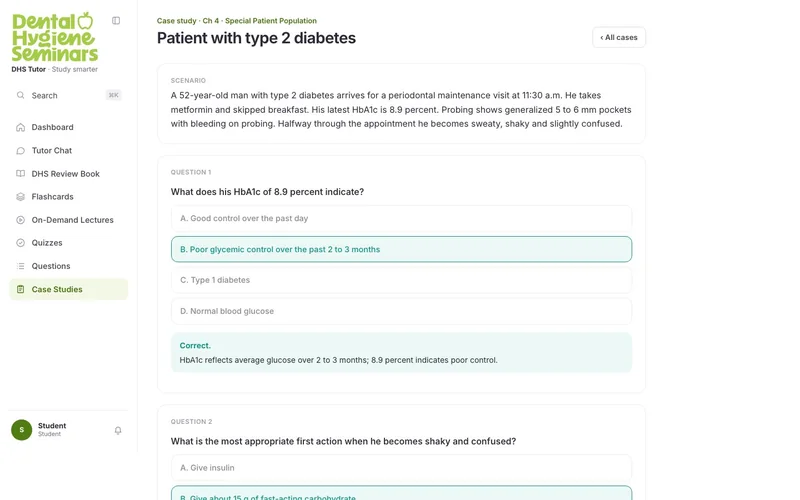 Dental
Hygiene
Seminars
DHS Tutor · Study smarter
Search
⌘K
Dashboard
Tutor Chat
DHS Review Book
Flashcards
On-Demand Lectures
Quizzes
Questions
Case Studies
S
Student
Student
Case study · Ch 4 · Special Patient Population
Patient with type 2 diabetes
‹ All cases
SCENARIO
A 52-year-old man with type 2 diabetes arrives for a periodontal maintenance visit at 11:30 a.m. He takes
metformin and skipped breakfast. His latest HbA1c is 8.9 percent. Probing shows generalized 5 to 6 mm pockets
with bleeding on probing. Halfway through the appointment he becomes sweaty, shaky and slightly confused.
QUESTION 1
What does his HbA1c of 8.9 percent indicate?
A. Good control over the past day
B. Poor glycemic control over the past 2 to 3 months
C. Type 1 diabetes
D. Normal blood glucose
Correct.
HbA1c reflects average glucose over 2 to 3 months; 8.9 percent indicates poor control.
QUESTION 2
What is the most appropriate first action when he becomes shaky and confused?
A. Give insulin
B. Give about 15 g of fast-acting carbohydrate